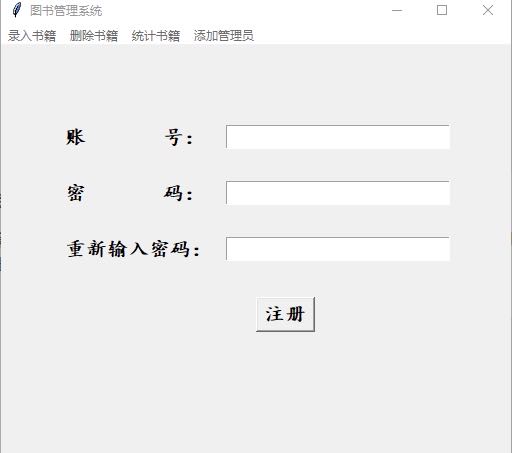 图书管理系统
录入书籍 删除书籍 统计书籍 添加管理员
账 号：
密 码：
重新输入密码：
注册